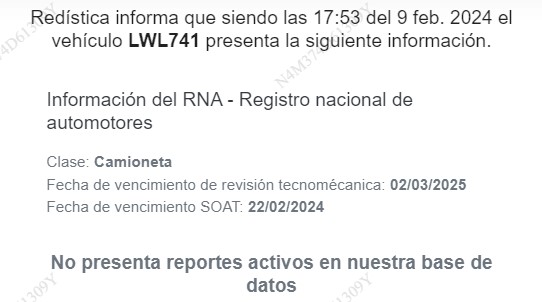 Redística informa que siendo las 17:53 del 9 feb. 2024 el
vehículo LWL741 presenta la siguiente información.
Información del RNA - Registro nacional de
automotores
Clase: Camioneta
Fecha de vencimiento de revisión tecnomécanica: 02/03/2025
Fecha de vencimiento SOAT: 22/02/2024
No presenta reportes activos en nuestra base de
datos